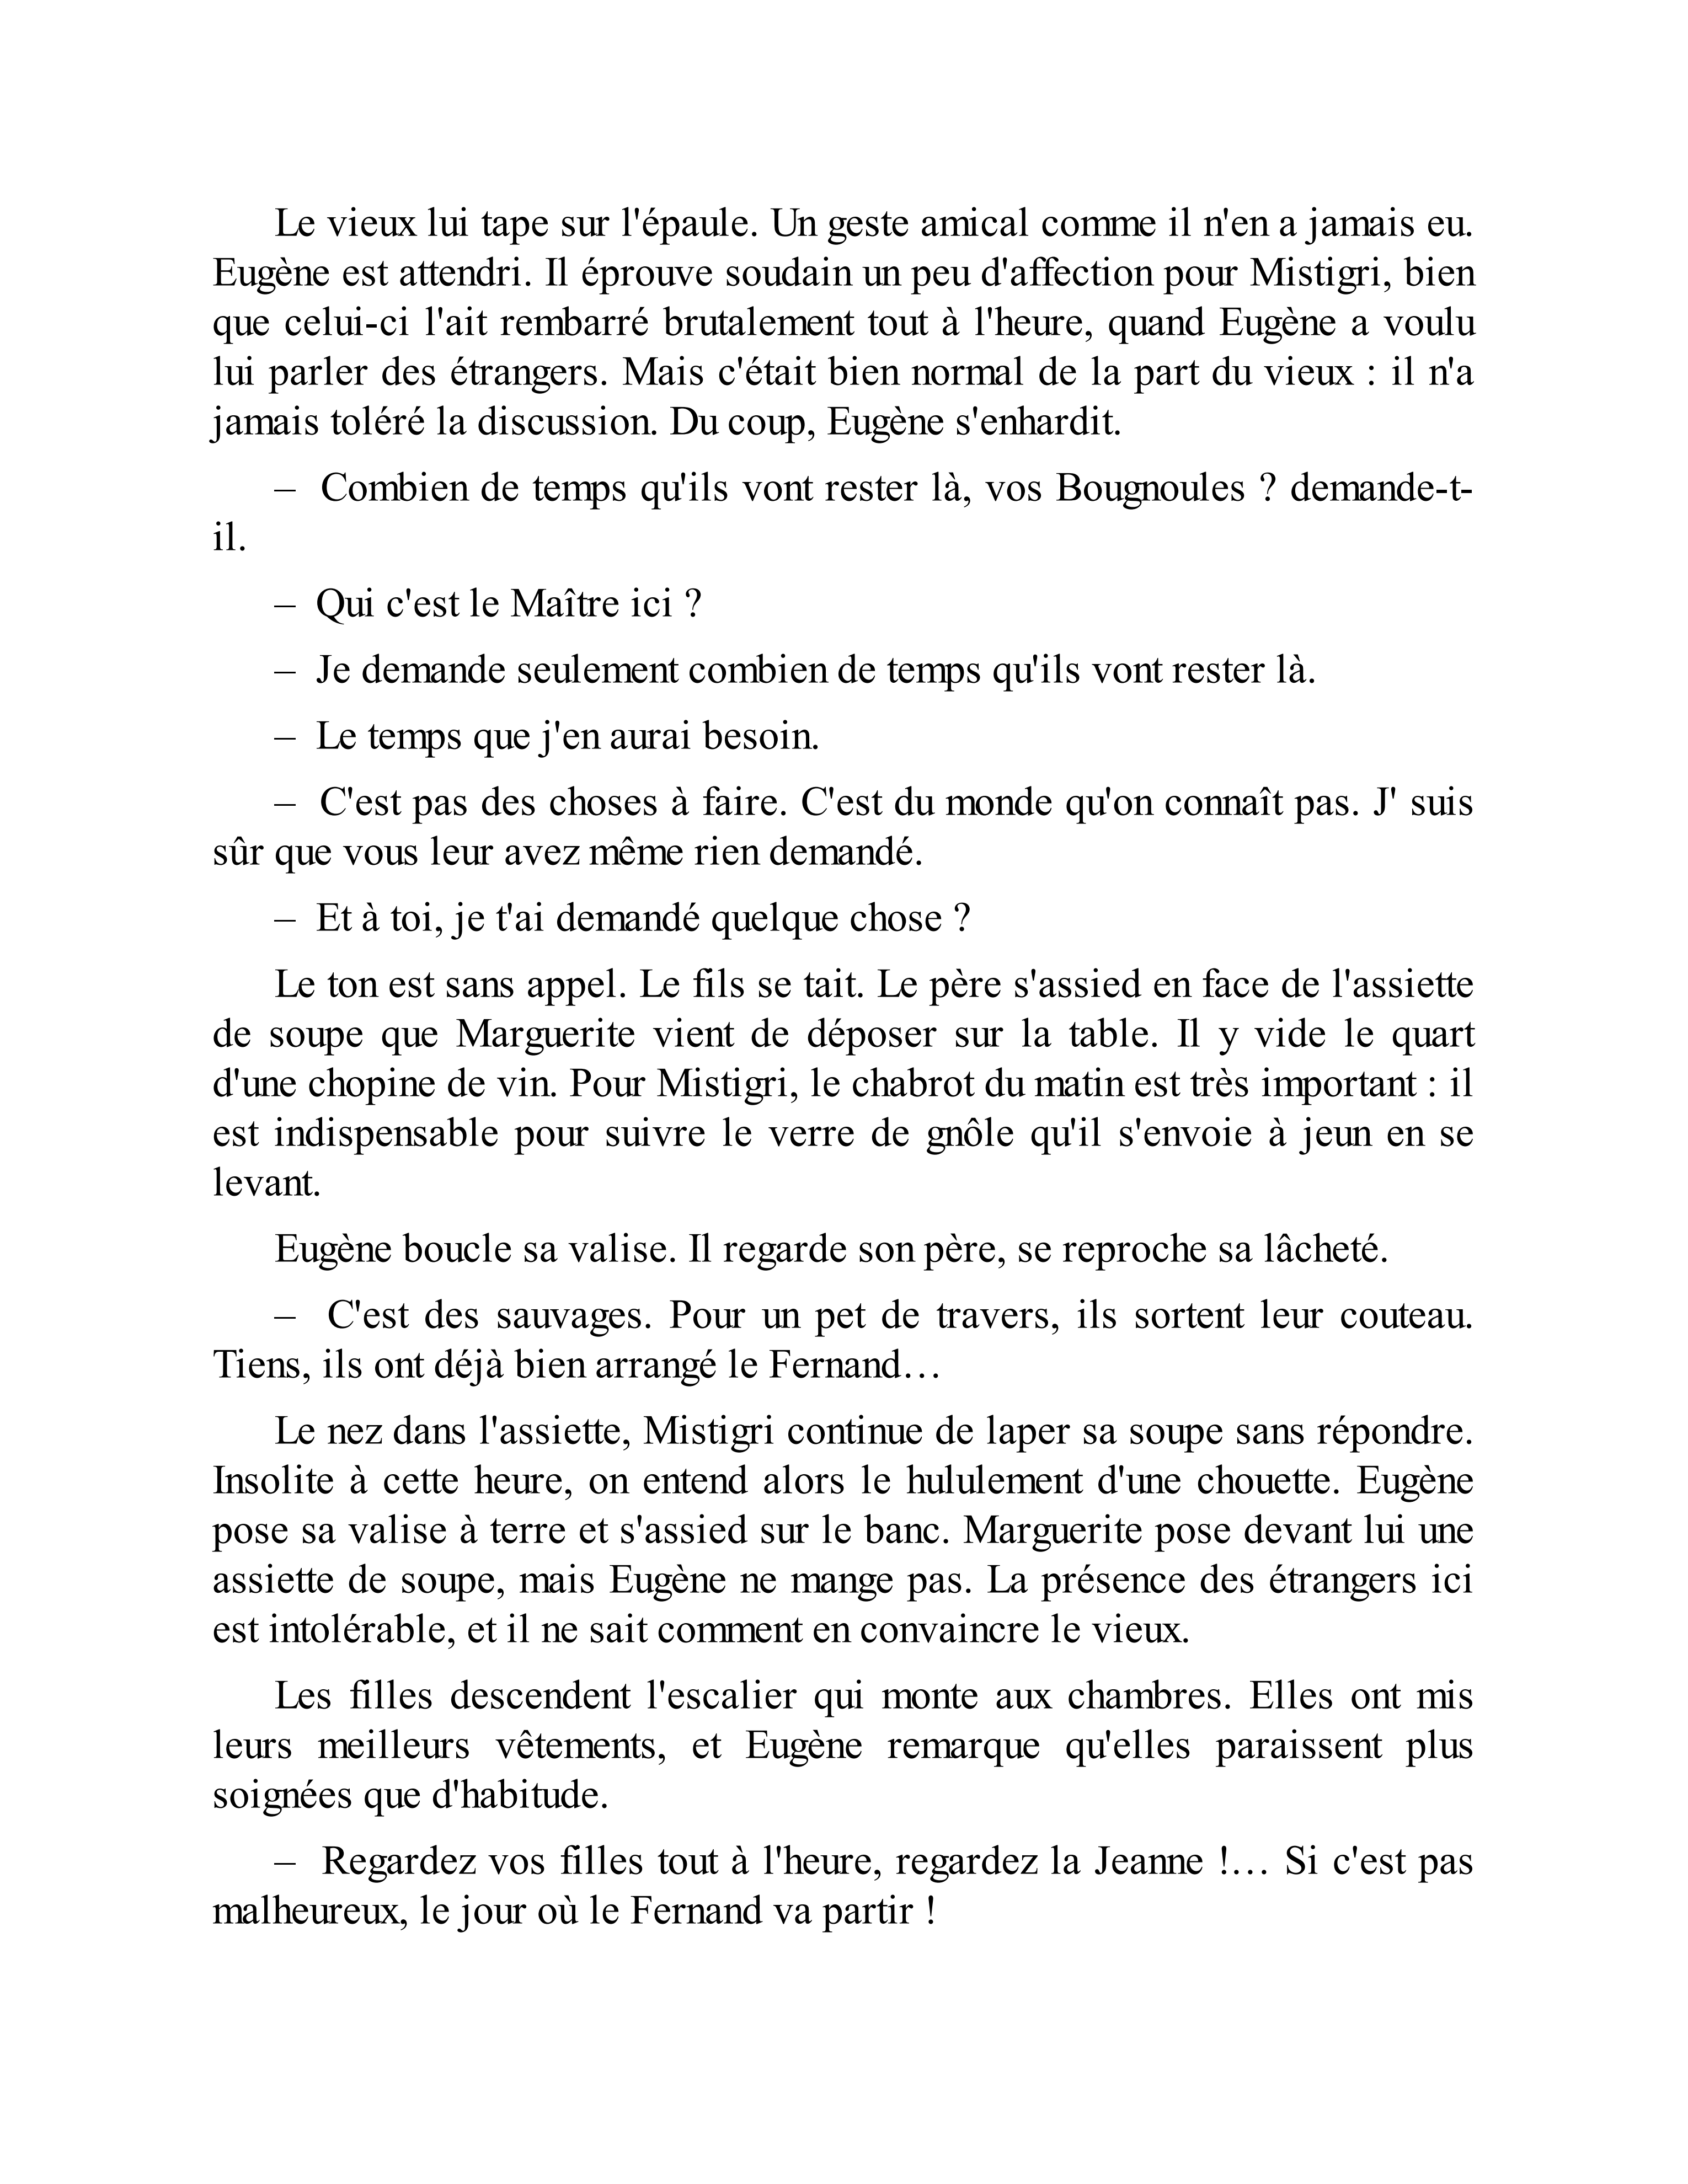 Le vieux lui tape sur l'épaule. Un geste amical comme il n'en a jamais eu.
Eugène est attendri. Il éprouve soudain un peu d'affection pour Mistigri, bien
que celui-ci l'ait rembarré brutalement tout à l'heure, quand Eugène a voulu
lui parler des étrangers. Mais c'était bien normal de la part du vieux : il n'a
jamais toléré la discussion. Du coup, Eugène s'enhardit.
– Combien de temps qu'ils vont rester là, vos Bougnoules ? demande-t-
il.
– Qui c'est le Maître ici ?
– Je demande seulement combien de temps qu'ils vont rester là.
– Le temps que j'en aurai besoin.
– C'est pas des choses à faire. C'est du monde qu'on connaît pas. J' suis
sûr que vous leur avez même rien demandé.
– Et à toi, je t'ai demandé quelque chose ?
Le ton est sans appel. Le fils se tait. Le père s'assied en face de l'assiette
de soupe que Marguerite vient de déposer sur la table. Il y vide le quart
d'une chopine de vin. Pour Mistigri, le chabrot du matin est très important : il
est indispensable pour suivre le verre de gnôle qu'il s'envoie à jeun en se
levant.
Eugène boucle sa valise. Il regarde son père, se reproche sa lâcheté.
– C'est des sauvages. Pour un pet de travers, ils sortent leur couteau.
Tiens, ils ont déjà bien arrangé le Fernand…
Le nez dans l'assiette, Mistigri continue de laper sa soupe sans répondre.
Insolite à cette heure, on entend alors le hululement d'une chouette. Eugène
pose sa valise à terre et s'assied sur le banc. Marguerite pose devant lui une
assiette de soupe, mais Eugène ne mange pas. La présence des étrangers ici
est intolérable, et il ne sait comment en convaincre le vieux.
Les filles descendent l'escalier qui monte aux chambres. Elles ont mis
leurs meilleurs vêtements, et Eugène remarque qu'elles paraissent plus
soignées que d'habitude.
– Regardez vos filles tout à l'heure, regardez la Jeanne !… Si c'est pas
malheureux, le jour où le Fernand va partir !